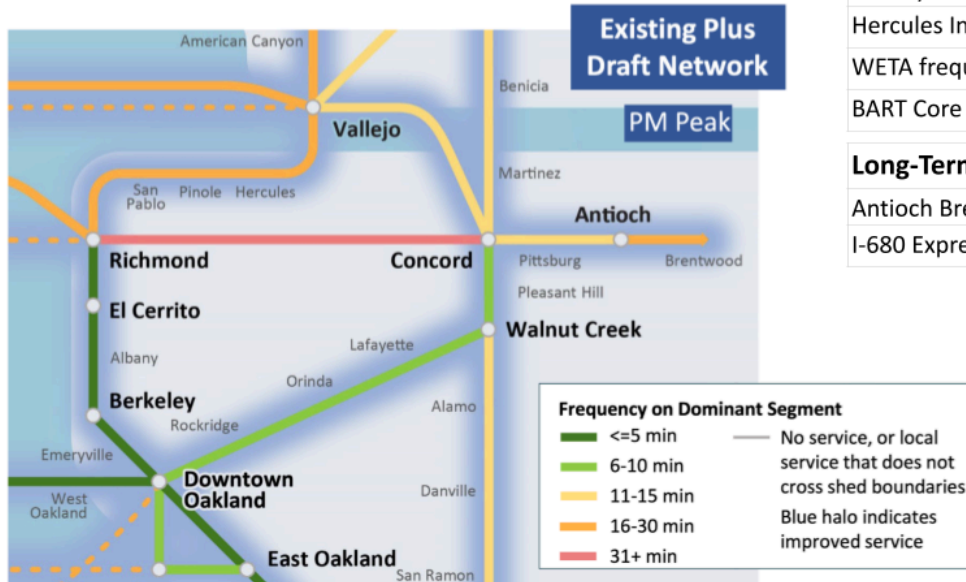 Existing Plus
Draft Network
PM Peak
American Canyon
Benicia
Vallejo
Martinez
San
Pablo
Pinole
Hercules
Antioch
Richmond
Concord
Pittsburg
Brentwood
Pleasant Hill
El Cerrito
Walnut Creek
Lafayette
Albany
Orinda
Berkeley
Alamo
Rockridge
Emeryville
Downtown
Oakland
West
Oakland
Danville
East Oakland
San Ramon
Frequency on Dominant Segment
<=5 min
6-10 min
11-15 min
16-30 min
31+ min
No service, or local
service that does not
cross shed boundaries
Blue halo indicates
improved service
Hercules In
WETA frequ
BART Core
Long-Tern
Antioch Bre
I-680 Expre